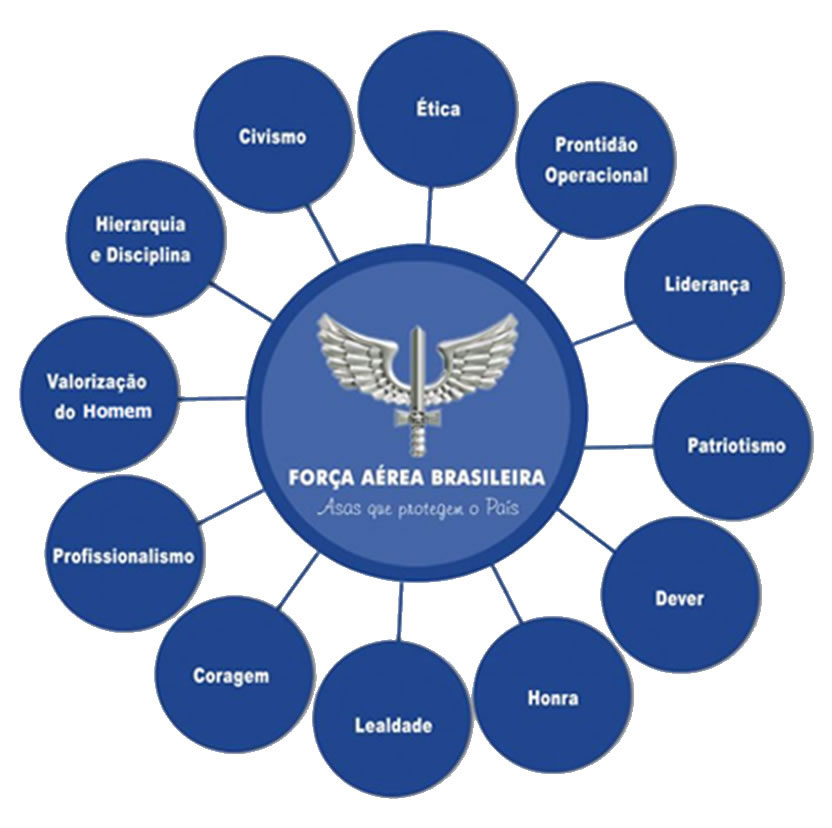 Ética
Prontidão
Operacional
Liderança
Patriotismo
Dever
Honra
Lealdade
Coragem
Profissionalismo
Valorização
do Homem
Hierarquia
e Disciplina
Civismo
FORÇA AÉREA BRASILEIRA
Asas que protegem o País